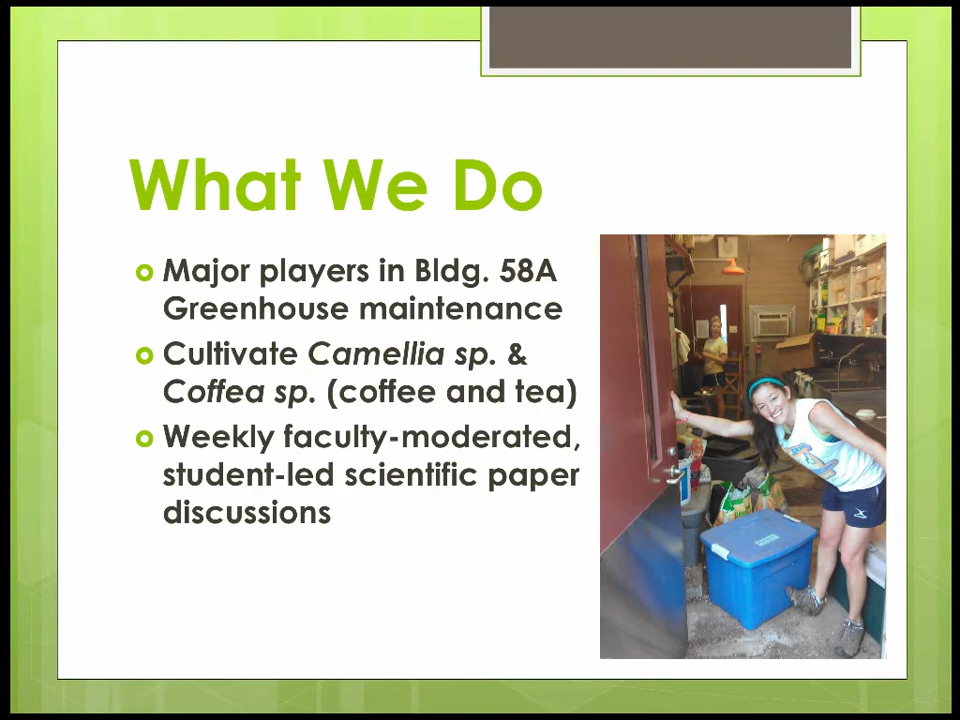 What We Do
Major players in Bldg. 58A
Greenhouse maintenance
Cultivate Camellia sp. &
Coffea sp. (coffee and tea)
Weekly faculty-moderated,
student-led scientific paper
discussions